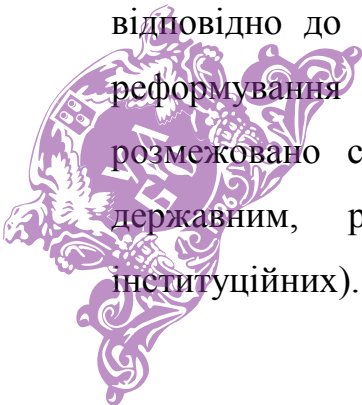 відповідно до
реформування
розмежовано с
державним, р
інституційних).